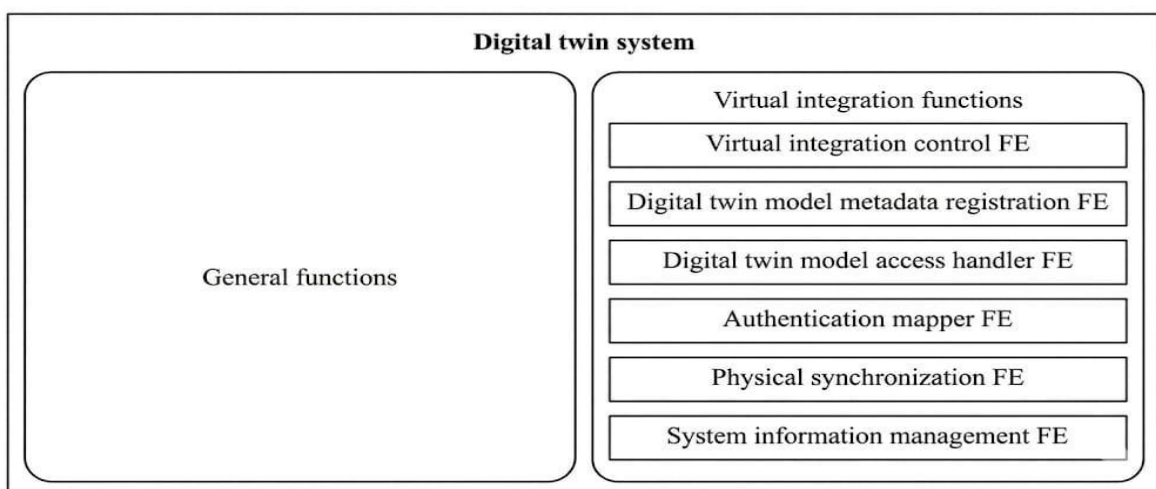 Digital twin system
General functions
Virtual integration functions
Virtual integration control FE
Digital twin model metadada registration FE
Digital twin model access handler FE
Authentication mapper FE
Physical synchronization FE
System information management FE